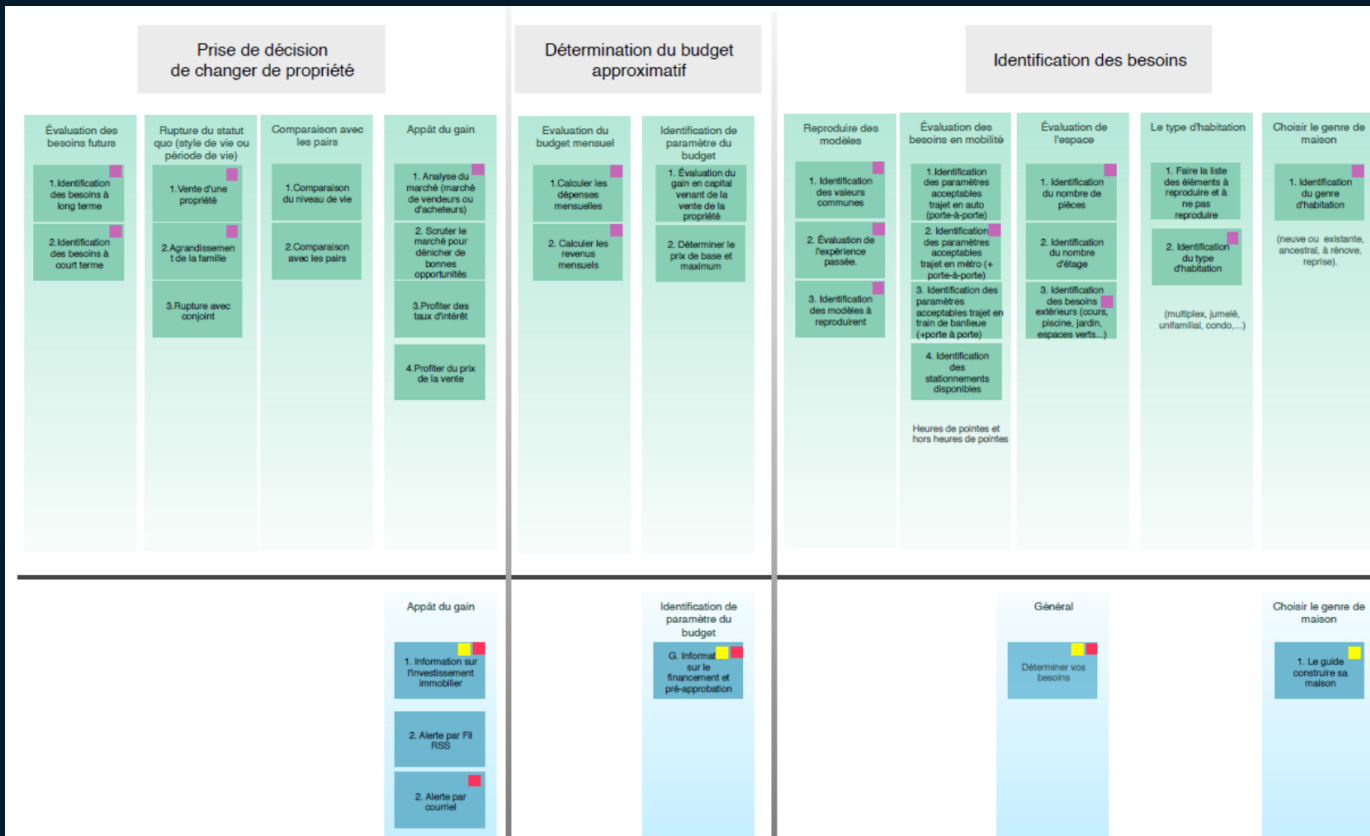 Prise de décision
de changer de propriété
Détermination du budget
approximatif
Identification des besoins
Évaluation des
besoins futurs
1.Identification
des besoins à
long terme
2.Identification
des besoins à
court terme
Rupture du statut
quo (style de vie ou
période de vie)
1.Vente d'une
propriété
2.Agrandissemen
t de la famille
3.Rupture avec
conjoint
Comparaison avec
les pairs
1.Comparaison
du niveau de vie
2.Comparaison
avec les pairs
Appât du gain
1. Analyse du
marché (marché
de vendeurs ou
d'acheteurs)
2. Scruter le
marché pour
dénicher de
bonnes
opportunités
3.Profiter des
taux d'intérêt
4.Profiter du prix
de la vente
Evaluation du
budget mensuel
1.Calculer les
dépenses
mensuelles
2. Calculer les
revenus
mensuels
Identification de
paramètre du
budget
1. Évaluation du
gain en capital
venant de la
vente de la
propriété
2. Déterminer le
prix de base et
maximum
Reproduire des
modèles
1. Identification
des valeurs
communes
2. Évaluation de
l'expérience
passée.
3. Identification
des modèles à
reproduirent
Évaluation des
besoins en mobilité
1.Identification
des paramètres
acceptables
trajet en auto
(porte-à-porte)
2. Identification
des paramètres
acceptables
trajet en métro (+
porte-à-porte)
3. Identification des
paramètres
acceptables trajet en
train de banlieue
(+porte à porte)
4. Identification
des
stationnements
disponibles
Heures de pointes et
hors heures de pointes
Évaluation de
l'espace
1. Identification
du nombre de
pièces
2. Identification
du nombre
d'étage
3. Identification
des besoins
extérieurs (cours,
piscine, jardin,
espaces verts...)
Le type d'habitation
1. Faire la liste
des éléments à
reproduire et à
ne pas
reproduire
2. Identification
du type
d'habitation
(multiplex, jumelé,
unifamilial, condo,...)
Choisir le genre de
maison
1. Identification
du genre
d'habitation
(neuve ou existante,
ancestral, à rénove,
reprise).
Appât du gain
1. Information sur
l'investissement
immobilier
2. Alerte par Fil
RSS
2. Alerte par
courriel
Identification de
paramètre du
budget
G. Informat
sur le
financement et
pré-approbation
Général
Déterminer vos
besoins
Choisir le genre de
maison
1. Le guide
construire sa
maison